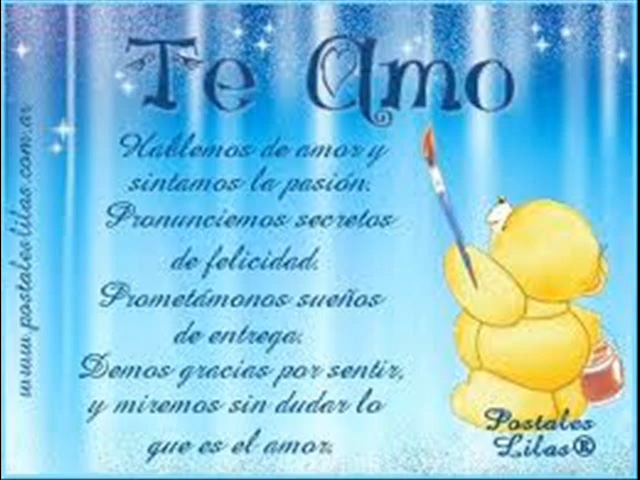 Te Amo
Hablemos de amor y
sintamos la pasión.
Pronunciemos secretos
de felicidad.
Prometámonos sueños
de entrega.
Demos gracias por sentir,
y miremos sin dudar lo
que es el amor.
Postales
Lilas®
www.postaleslilas.com.ar